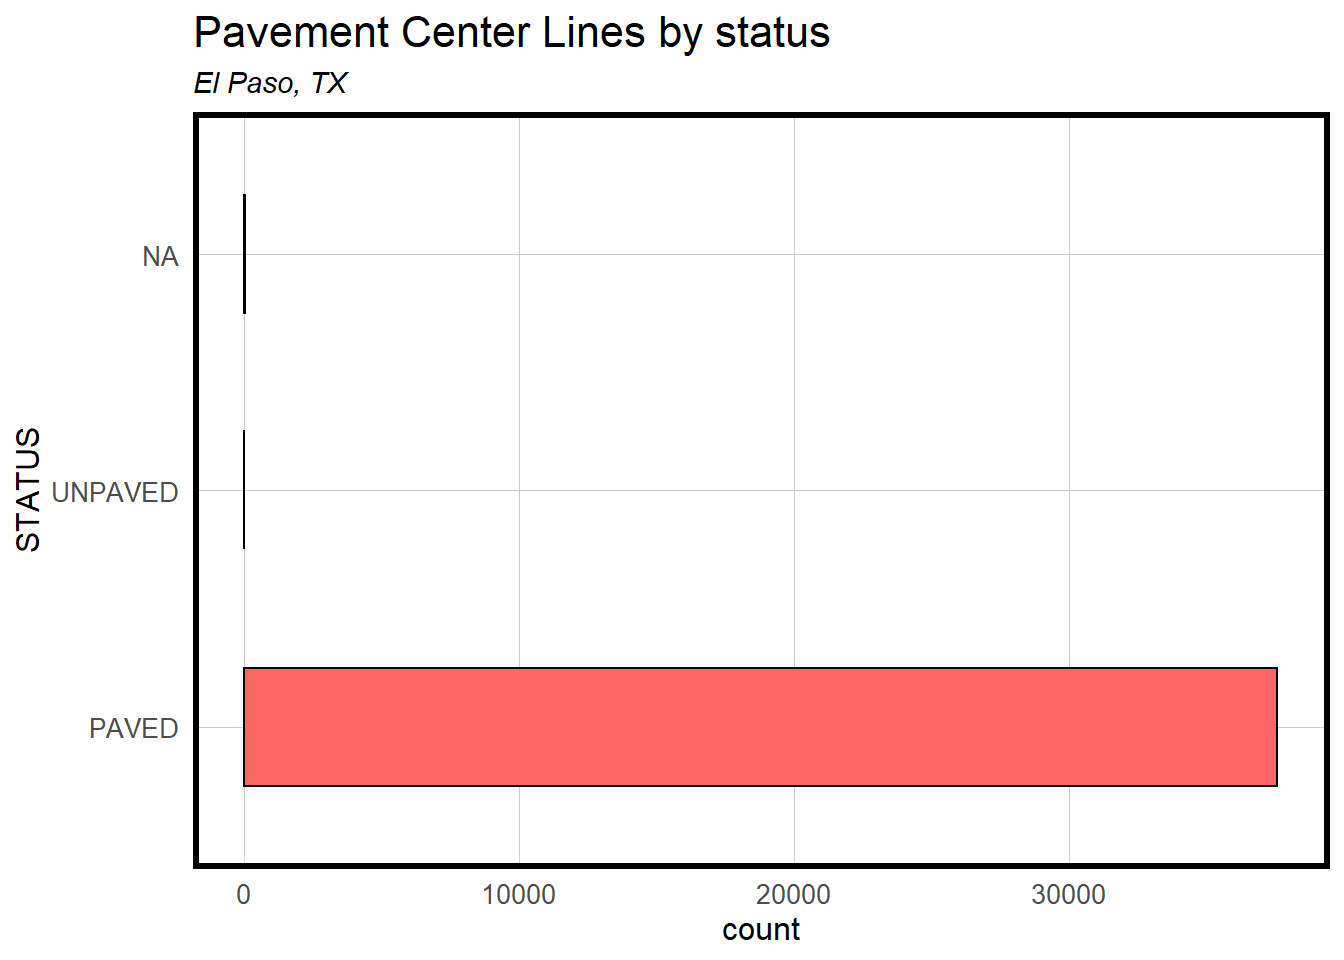 Pavement Center Lines by status
El Paso, TX
NA
UNPAVED
PAVED
STATUS
0 10000 20000 30000
count